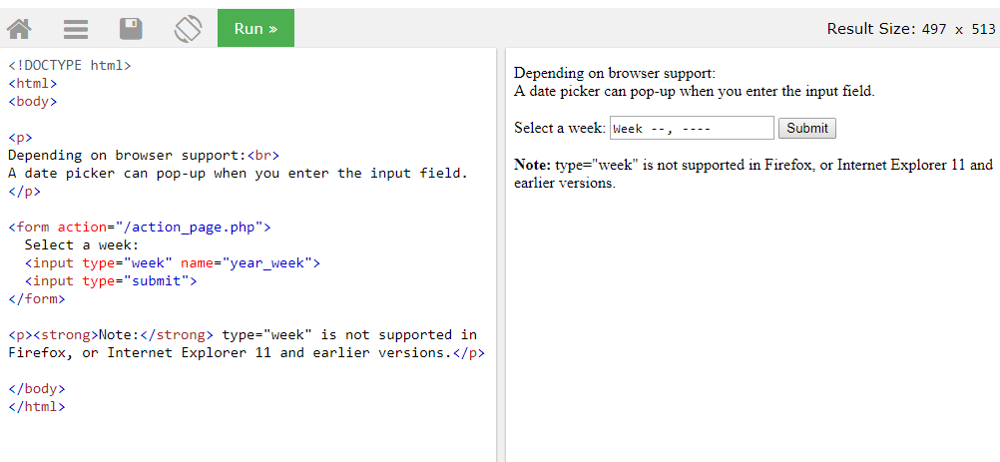 Run »
Result Size: 497 x 513
<!DOCTYPE html>
<html>
<body>
<p>
Depending on browser support:<br>
A date picker can pop-up when you enter the input field.
</p>
<form action="/action_page.php">
Select a week:
<input type="week" name="year_week">
<input type="submit">
</form>
<p><strong>Note:</strong> type="week" is not supported in
Firefox, or Internet Explorer 11 and earlier versions.</p>
</body>
</html>
Depending on browser support:
A date picker can pop-up when you enter the input field.
Select a week: Week --, ---- Submit
Note: type="week" is not supported in Firefox, or Internet Explorer 11 and
earlier versions.